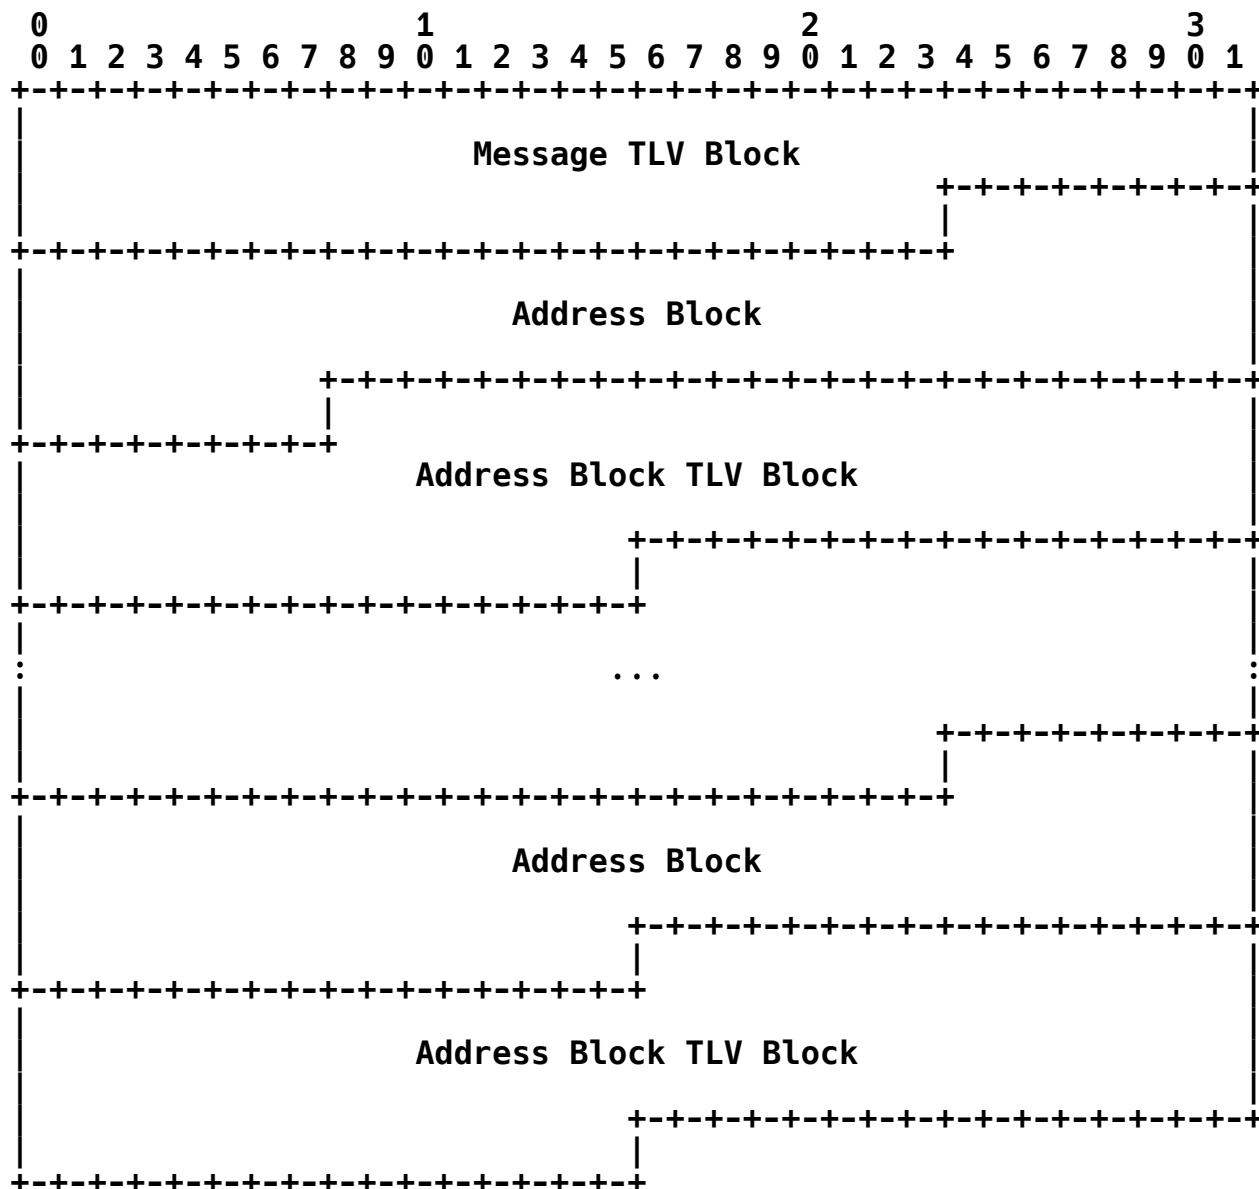 0                   1                   2                   3
 0 1 2 3 4 5 6 7 8 9 0 1 2 3 4 5 6 7 8 9 0 1 2 3 4 5 6 7 8 9 0 1
+-+-+-+-+-+-+-+-+-+-+-+-+-+-+-+-+-+-+-+-+-+-+-+-+-+-+-+-+-+-+-+-+
|                                                               |
|                       Message TLV Block                       |
|                                               +-+-+-+-+-+-+-+-+
|                                               |               |
+-+-+-+-+-+-+-+-+-+-+-+-+-+-+-+-+-+-+-+-+-+-+-+-+               |
|                                                               |
|                         Address Block                         |
|                                                               |
|               +-+-+-+-+-+-+-+-+-+-+-+-+-+-+-+-+-+-+-+-+-+-+-+-+
|               |                                               |
+-+-+-+-+-+-+-+-+                                               |
|                    Address Block TLV Block                    |
|                                                               |
|                               +-+-+-+-+-+-+-+-+-+-+-+-+-+-+-+-+
|                               |                               |
+-+-+-+-+-+-+-+-+-+-+-+-+-+-+-+-+                               |
|                                                               |
:                              ...                              :
|                                                               |
|                                               +-+-+-+-+-+-+-+-+
|                                               |               |
+-+-+-+-+-+-+-+-+-+-+-+-+-+-+-+-+-+-+-+-+-+-+-+-+               |
|                                                               |
|                         Address Block                         |
|                                                               |
|                               +-+-+-+-+-+-+-+-+-+-+-+-+-+-+-+-+
|                               |                               |
+-+-+-+-+-+-+-+-+-+-+-+-+-+-+-+-+                               |
|                                                               |
|                    Address Block TLV Block                    |
|                                                               |
|                               +-+-+-+-+-+-+-+-+-+-+-+-+-+-+-+-+
|                               |
+-+-+-+-+-+-+-+-+-+-+-+-+-+-+-+-+